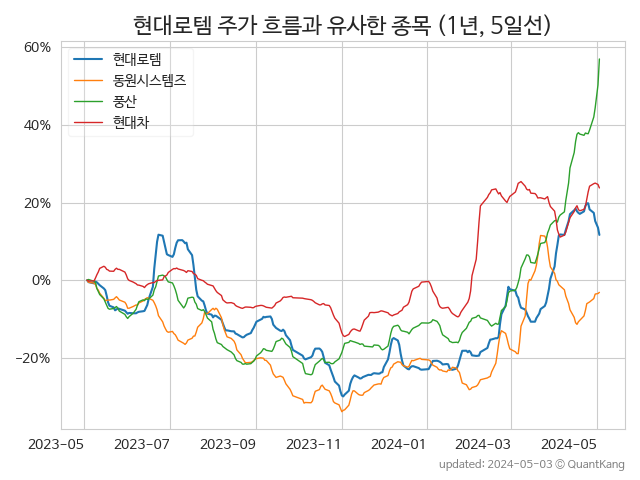 현대로템 주가 흐름과 유사한 종목 (1년, 5일선)
60%
40%
20%
0%
−20%
현대로템
동원시스템즈
풍산
현대차
2023-05
2023-07
2023-09
2023-11
2024-01
2024-03
2024-05
updated: 2024-05-03 ⓒ QuantKang